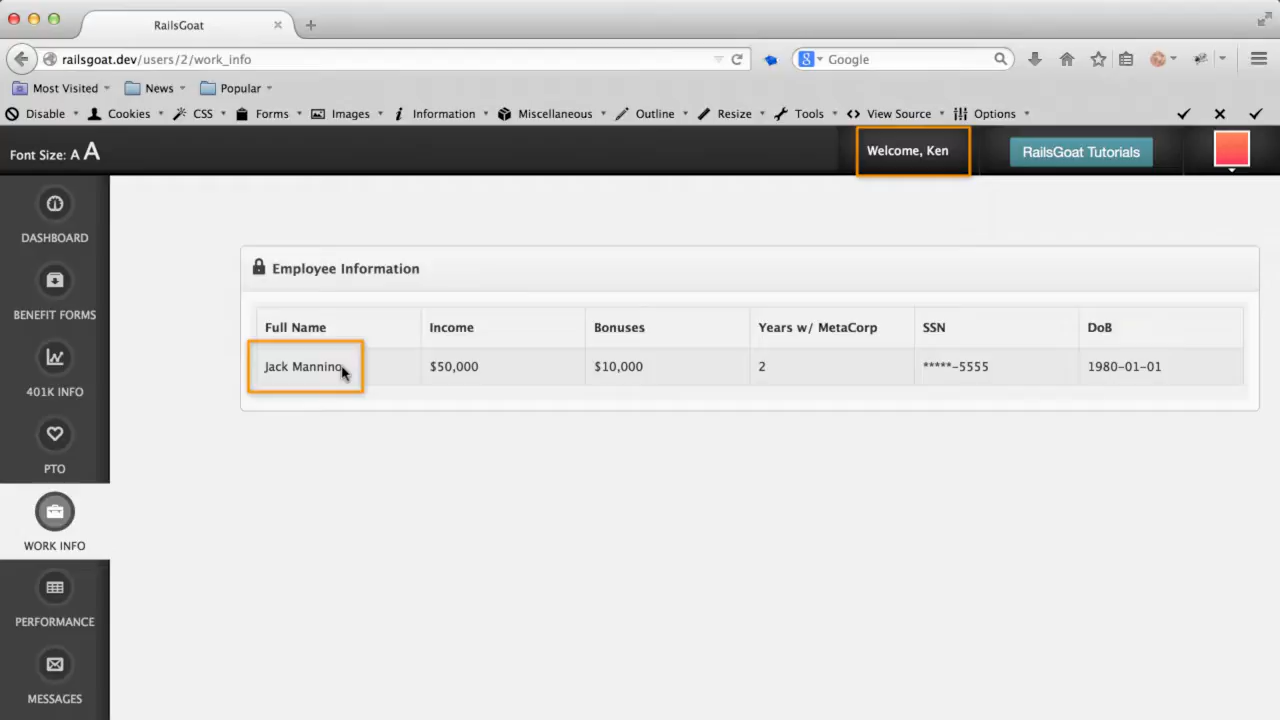 RailsGoat
railsgoat.dev/users/2/work_info
Google
Most Visited
News
Popular
Disable
Cookies
CSS
Forms
Images
Information
Miscellaneous
Outline
Resize
Tools
View Source
Options
Font Size: A A
Welcome, Ken
RailsGoat Tutorials
DASHBOARD
BENEFIT FORMS
401K INFO
PTO
WORK INFO
PERFORMANCE
MESSAGES
Employee Information
Full Name Income Bonuses Years w/ MetaCorp SSN DoB
Jack Mannino $50,000 $10,000 2 *****-5555 1980-01-01